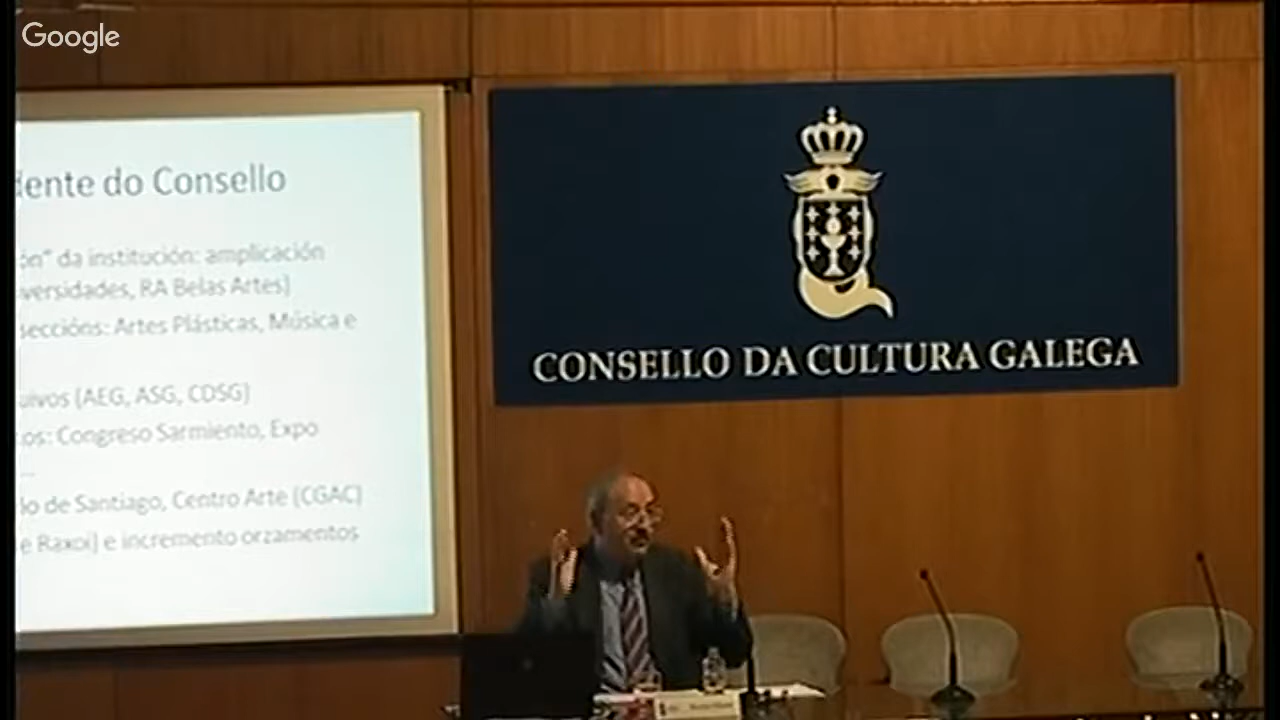 Google
dente do Consello
ón" da institución: amplicación
versidades, RA Belas Artes)
seccións: Artes Plásticas, Música e
uivos (AEG, ASG, CDSG)
os: Congreso Sarmiento, Expo
...
lo de Santiago, Centro Arte (CGAC)
e Raxoi) e incremento orzamentos
CONSELLO DA CULTURA GALEGA